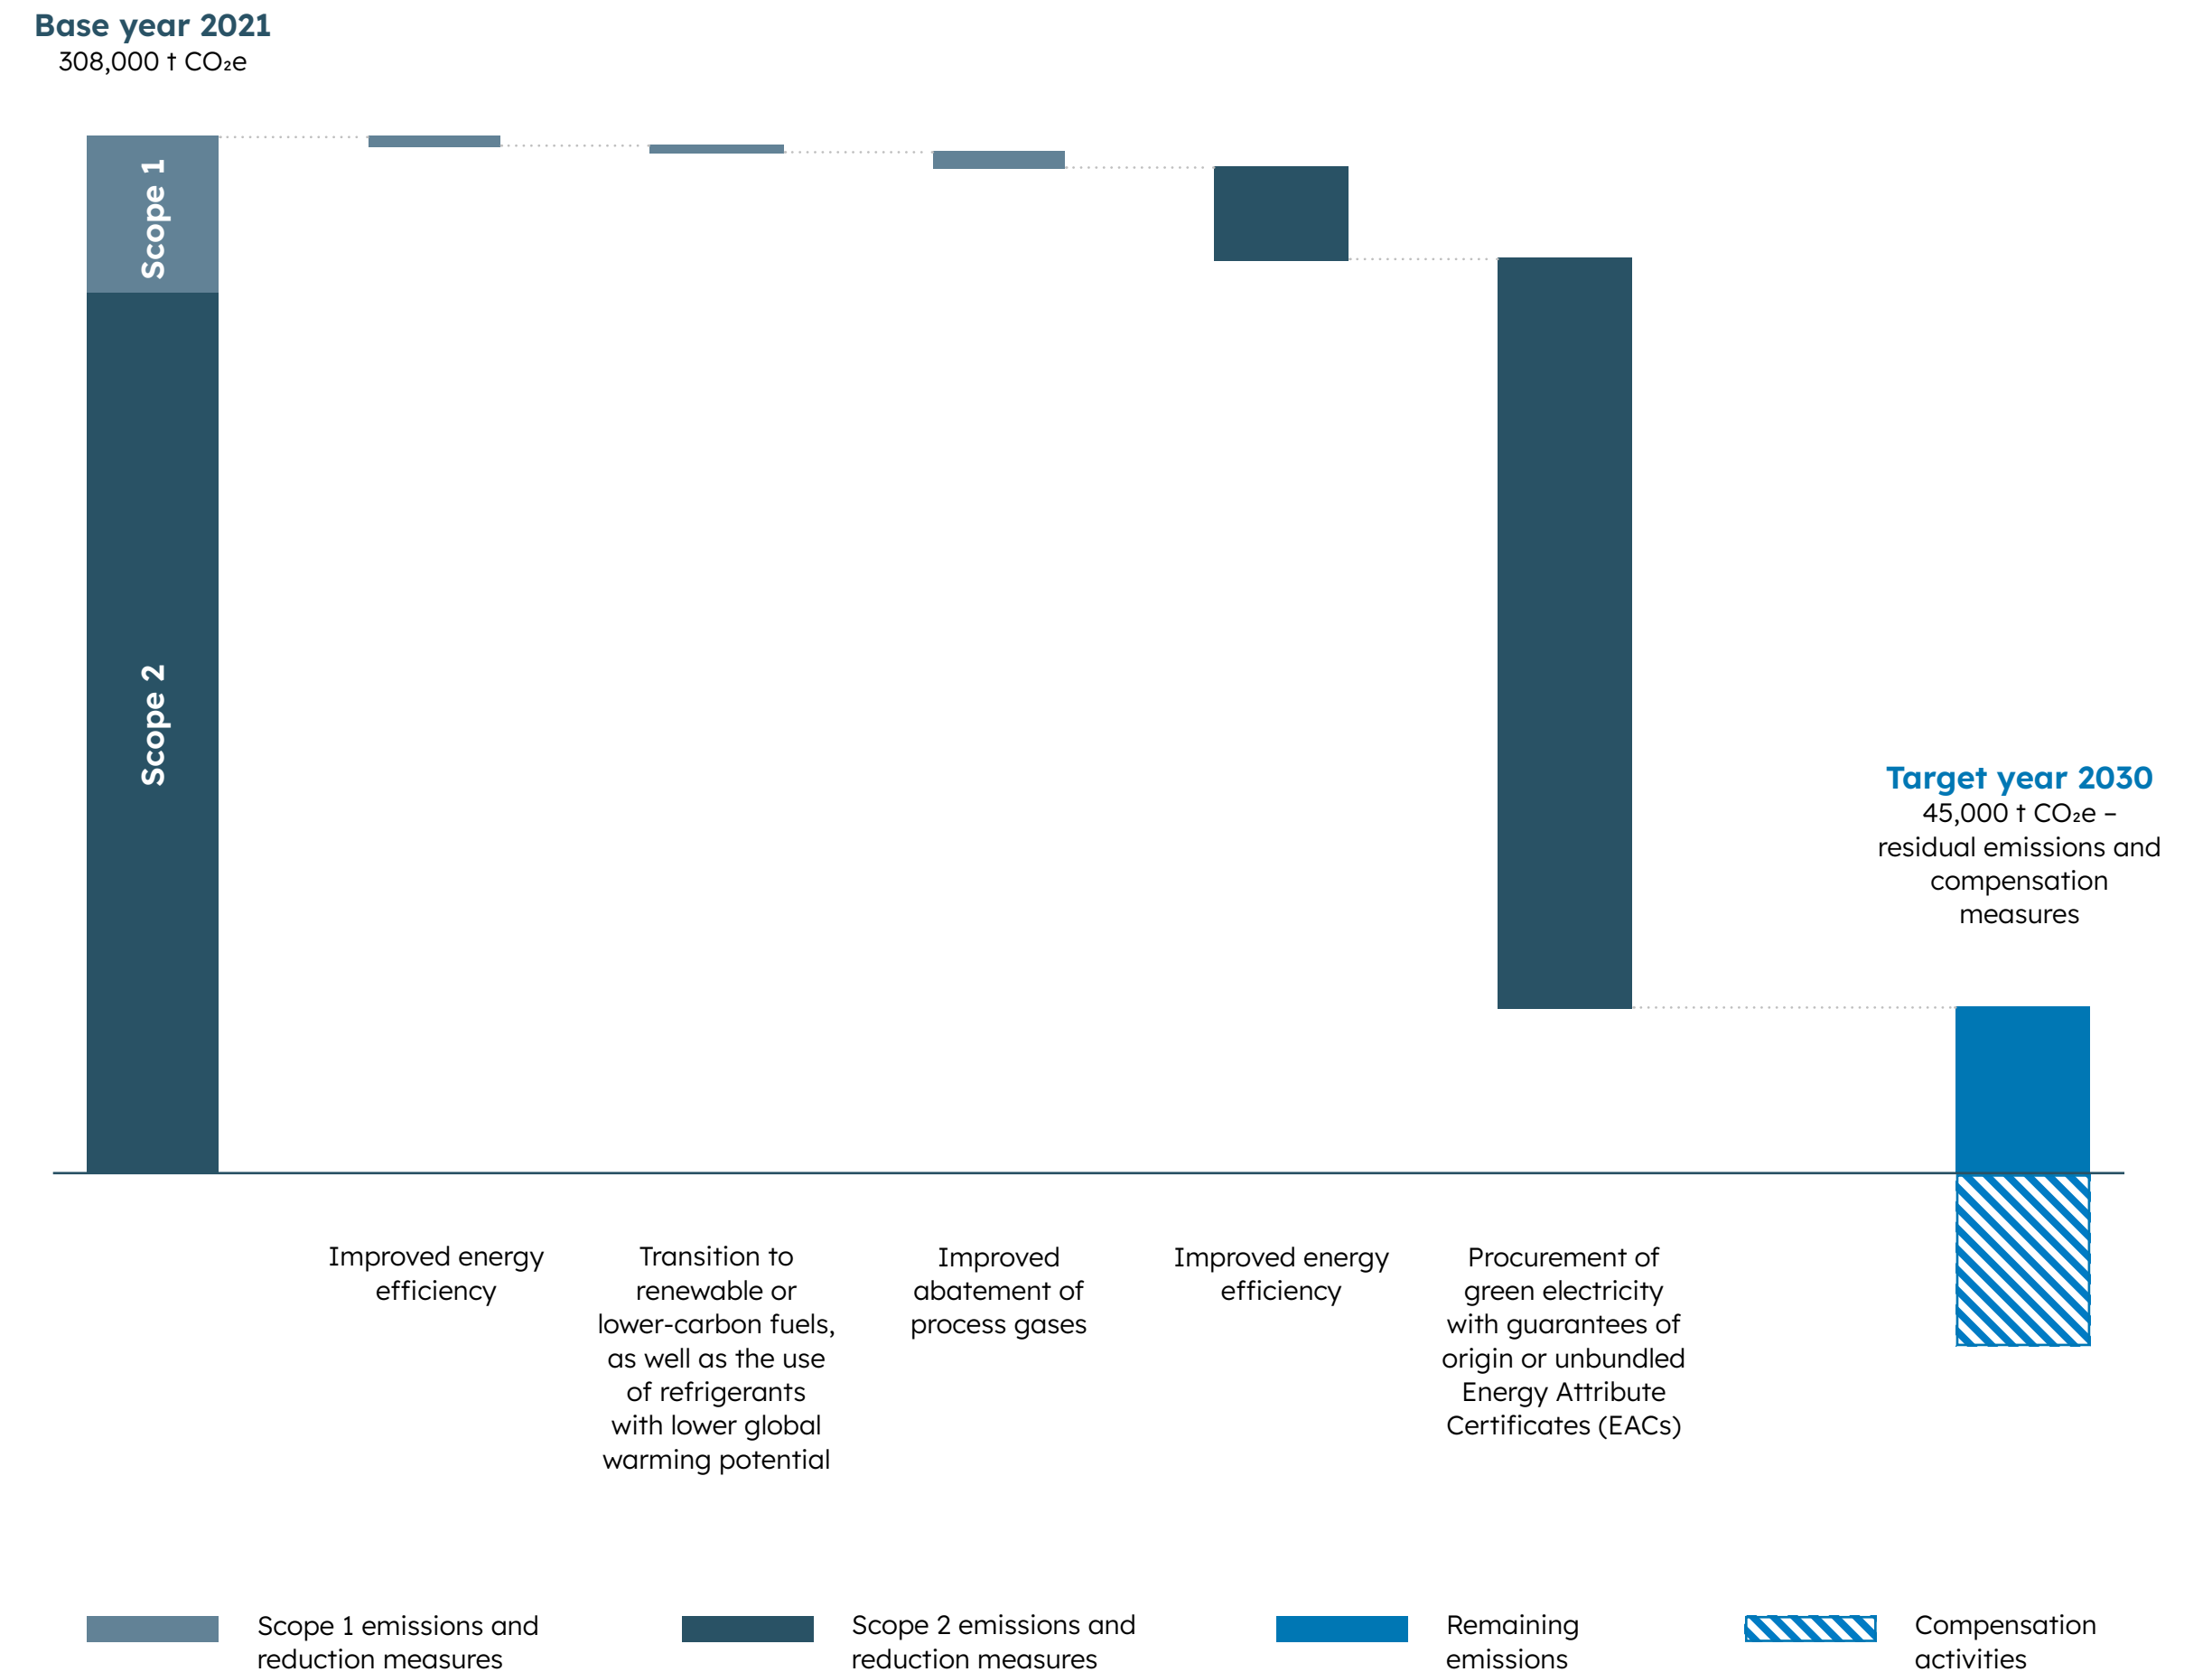 Base year 2021
308,000 t CO₂e
Scope 1
Scope 2
Target year 2030
45,000 t CO₂e –
residual emissions and
compensation
measures
Improved energy
efficiency
Transition to
renewable or
lower-carbon fuels,
as well as the use
of refrigerants
with lower global
warming potential
Improved
abatement of
process gases
Improved energy
efficiency
Procurement of
green electricity
with guarantees of
origin or unbundled
Energy Attribute
Certificates (EACs)
Scope 1 emissions and
reduction measures
Scope 2 emissions and
reduction measures
Remaining
emissions
Compensation
activities